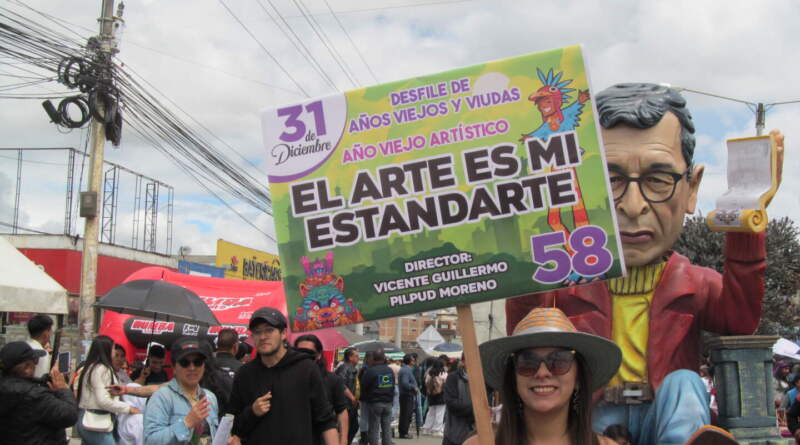 31
de
Diciembre
DESFILE DE
AÑOS VIEJOS Y VIUDAS
AÑO VIEJO ARTÍSTICO
EL ARTE ES MI
ESTANDARTE
58
DIRECTOR:
VICENTE GUILLERMO
PILPUD MORENO